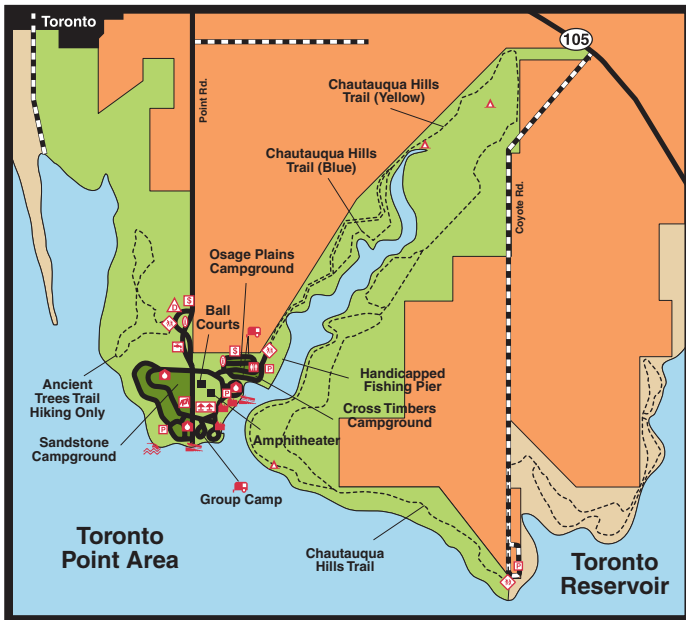 Toronto
105
Point Rd.
Chautauqua Hills
Trail (Yellow)
Chautauqua Hills
Trail (Blue)
Coyote Rd.
Osage Plains
Campground
$
D
Ball
Courts
$
P
Handicapped
Fishing Pier
Ancient
Trees Trail
Hiking Only
P
Cross Timbers
Campground
Sandstone
Campground
P
Amphitheater
Group Camp
Toronto
Point Area
Chautauqua
Hills Trail
P
Toronto
Reservoir